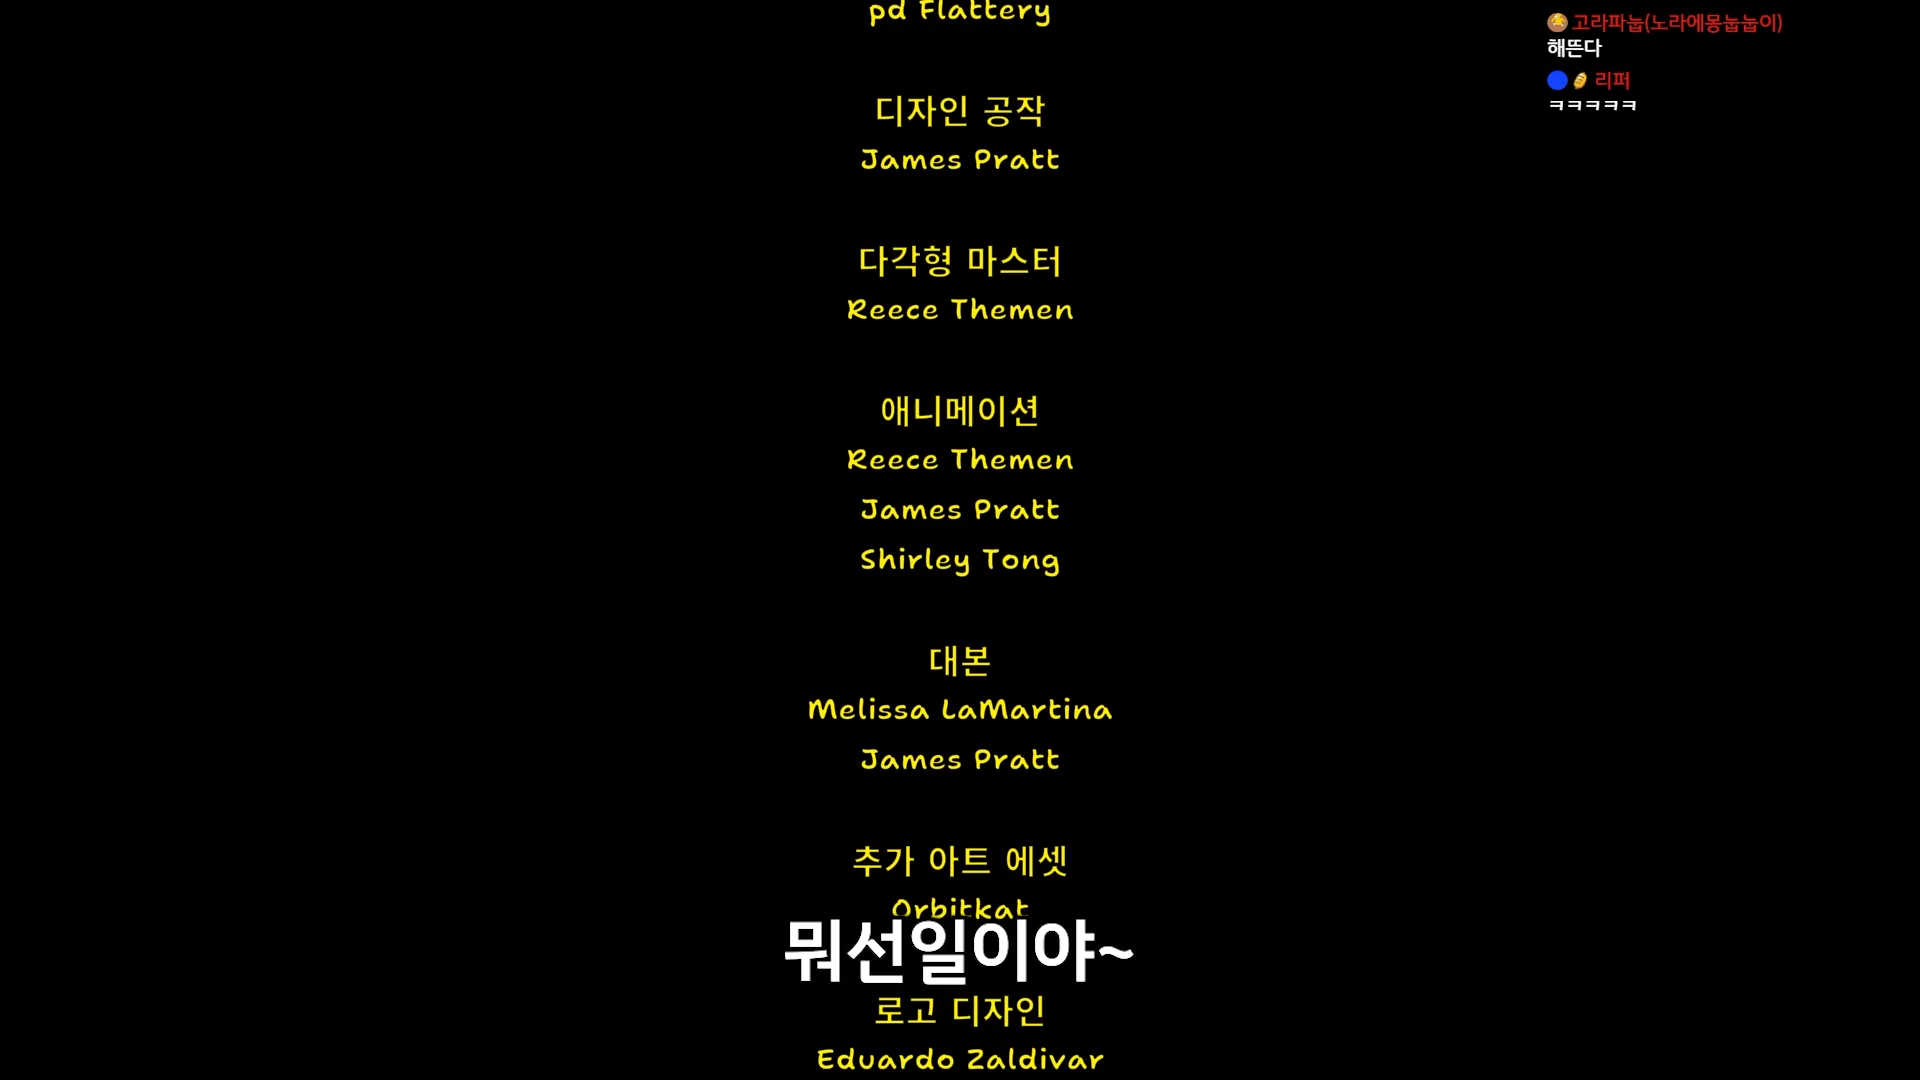 pd Flattery
디자인 공작
James Pratt
다각형 마스터
Reece Themen
애니메이션
Reece Themen
James Pratt
Shirley Tong
대본
Melissa LaMartina
James Pratt
추가 아트 에셋
Orbitkat
뭐선일이야~
로고 디자인
Eduardo Zaldivar
고라파눕(노라에몽눕눕이)
해뜬다
리퍼
ㅋㅋㅋㅋㅋ